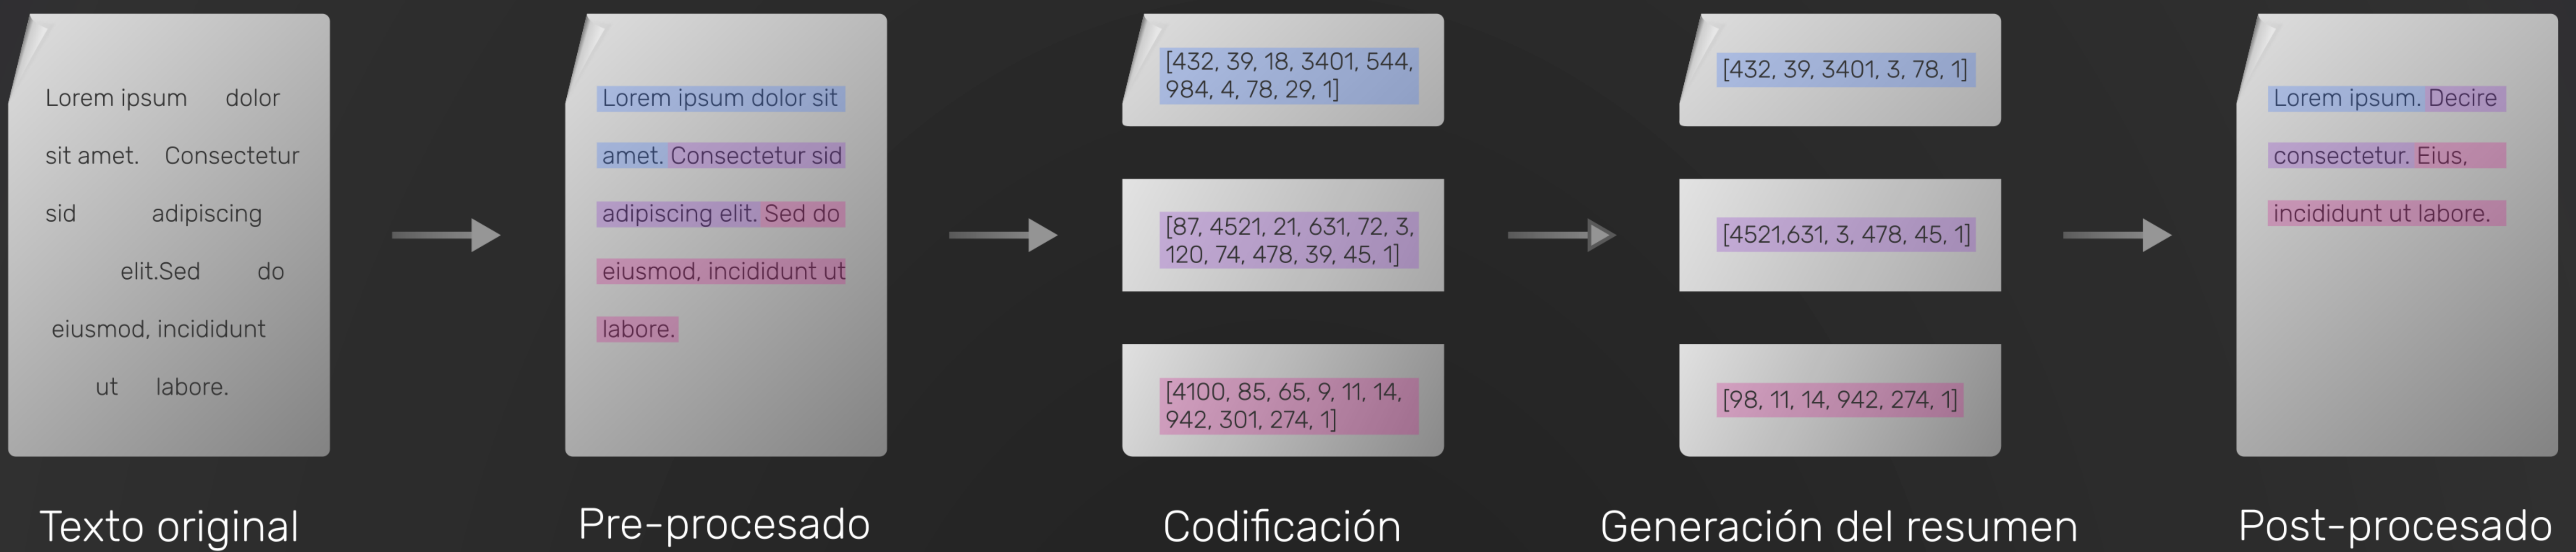 Lorem ipsum dolor
sit amet. Consectetur
sid adipiscing
elit.Sed do
eiusmod, incididunt
ut labore.
Texto original
Lorem ipsum dolor sit
amet. Consectetur sid
adipiscing elit. Sed do
eiusmod, incididunt ut
labore.
Pre-procesado
[432, 39, 18, 3401, 544,
984, 4, 78, 29, 1]
[87, 4521, 21, 631, 72, 3,
120, 74, 478, 39, 45, 1]
[4100, 85, 65, 9, 11, 14,
942, 301, 274, 1]
Codificación
[432, 39, 3401, 3, 78, 1]
[4521,631, 3, 478, 45, 1]
[98, 11, 14, 942, 274, 1]
Generación del resumen
Lorem ipsum. Decire
consectetur. Eius,
incididunt ut labore.
Post-procesado